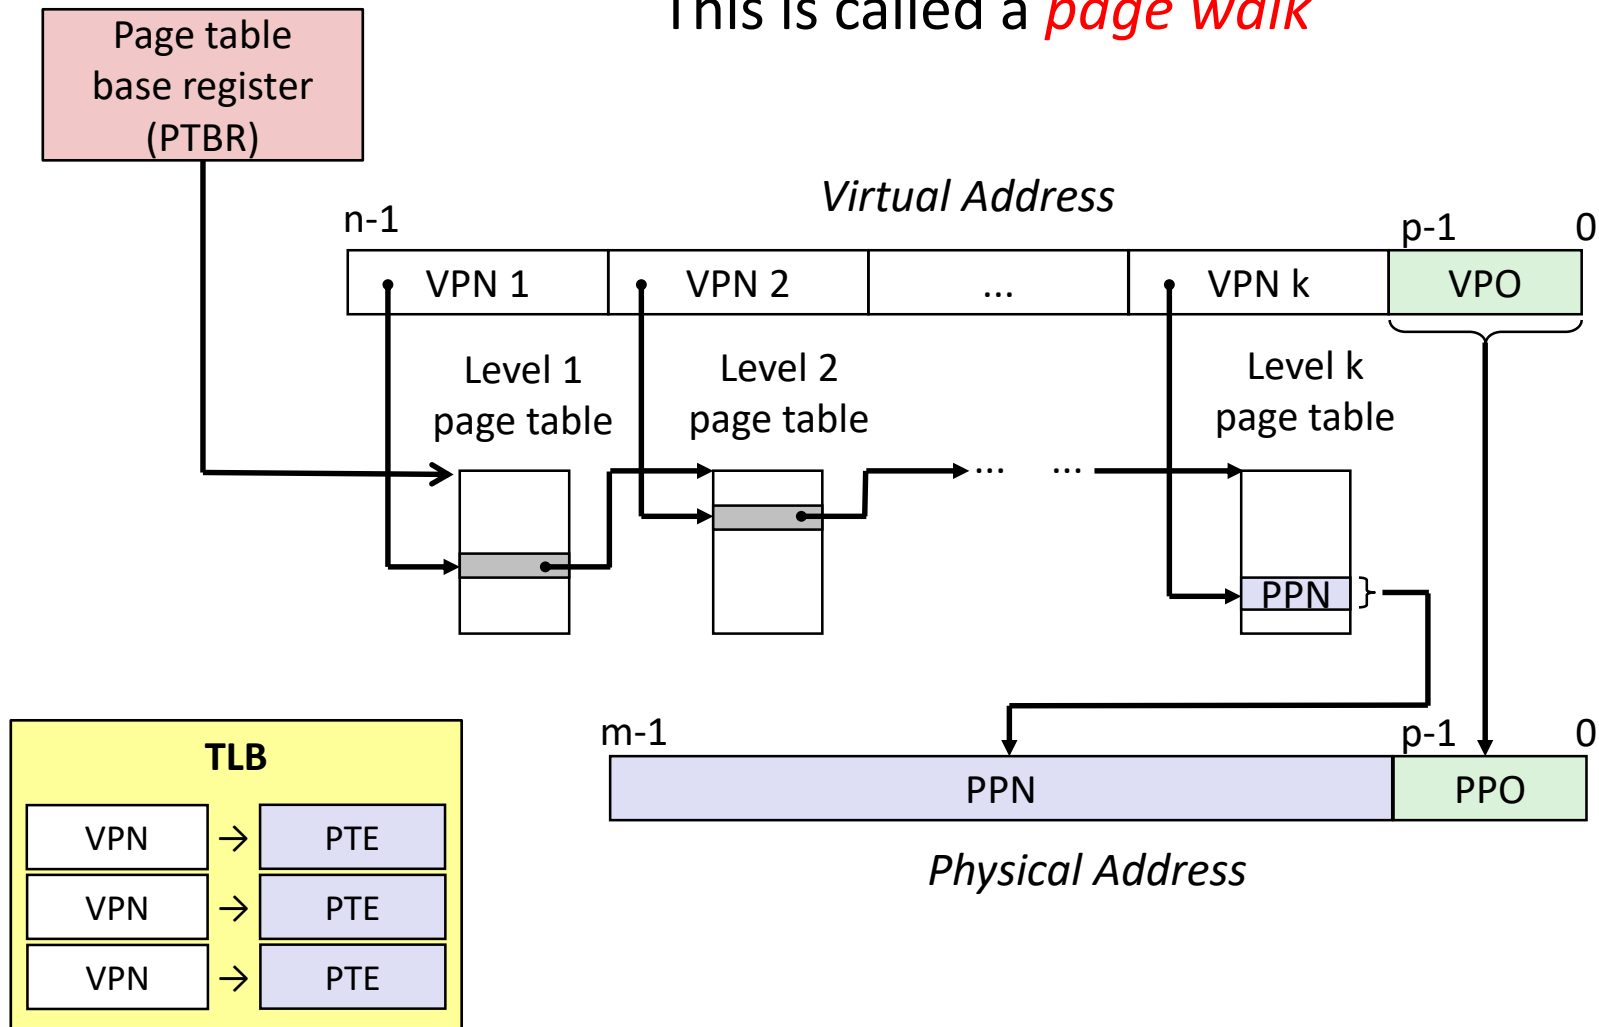 This is called a page walk
Page table
base register
(PTBR)
Virtual Address
n-1
p-1
0
VPN 1
VPN 2
...
VPN k
VPO
Level 1
page table
Level 2
page table
Level k
page table
...
...
PPN
m-1
p-1
0
PPN
PPO
Physical Address
TLB
VPN → PTE
VPN → PTE
VPN → PTE